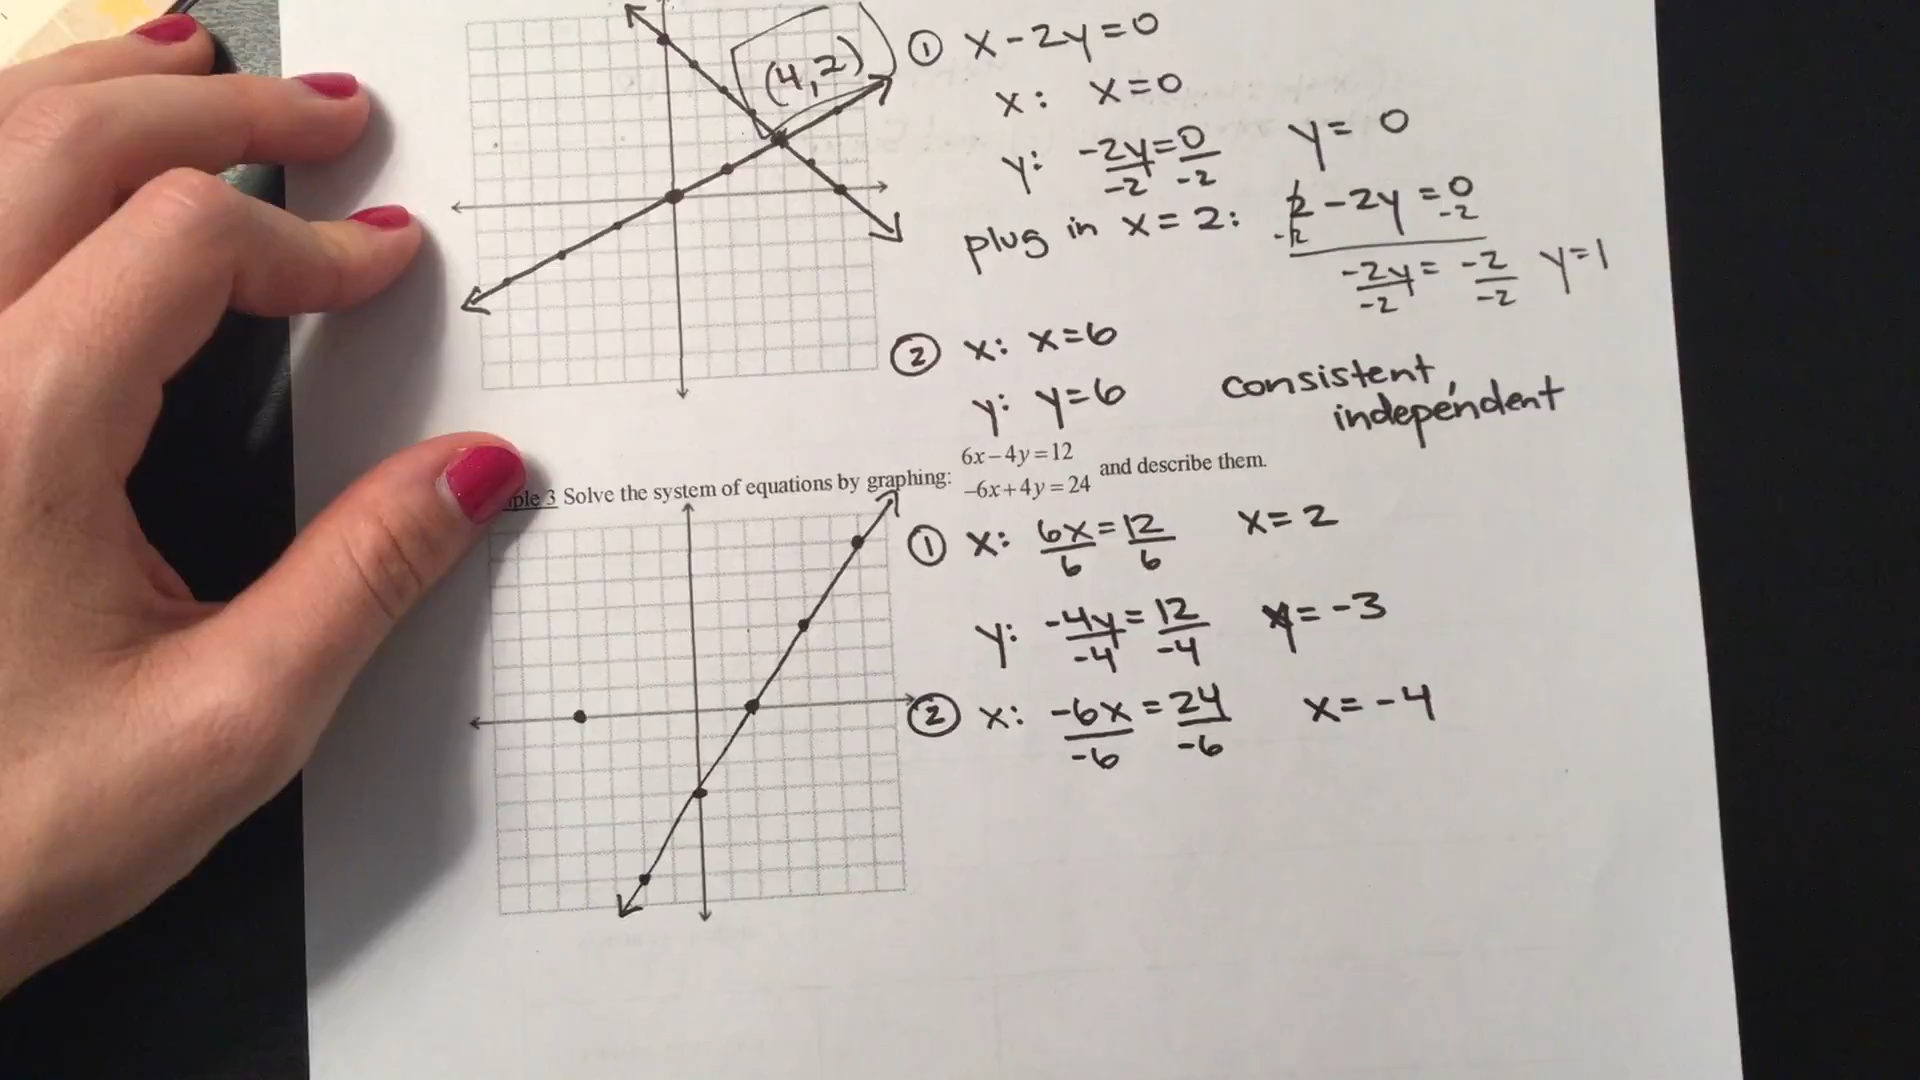 (4,2)
① x-2y=0
x: x=0
y: -2y/-2=0/-2 y=0
plug in x=2: 2-2y=0
-2 -2
-2y/-2=-2/-2 y=1
② x: x=6
y: y=6
consistent,
independent
Solve the system of equations by graphing: 6x-4y=12 and describe them.
-6x+4y=24
① x: 6x/6=12/6 x=2
y: -4y/-4=12/-4 y=-3
② x: -6x/-6=24/-6 x=-4